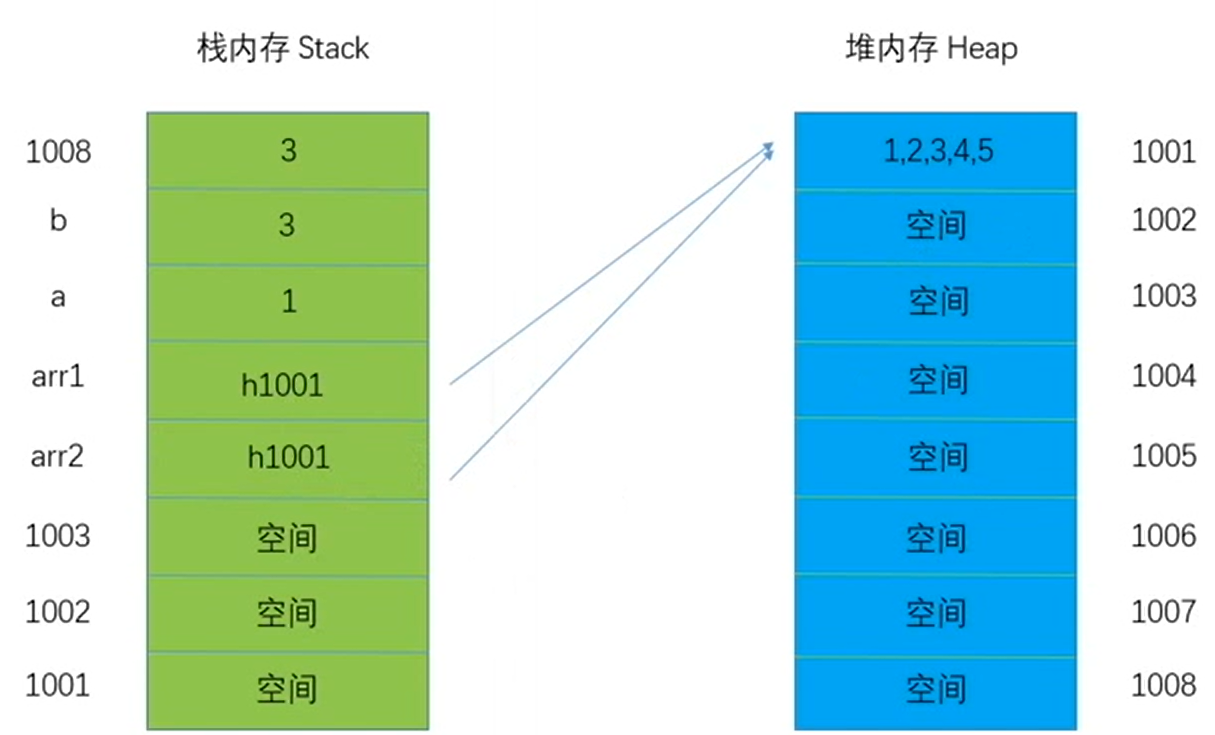 栈内存 Stack 堆内存 Heap
1008 3 1,2,3,4,5 1001
b 3 空间 1002
a 1 空间 1003
arr1 h1001 空间 1004
arr2 h1001 空间 1005
1003 空间 空间 1006
1002 空间 空间 1007
1001 空间 空间 1008